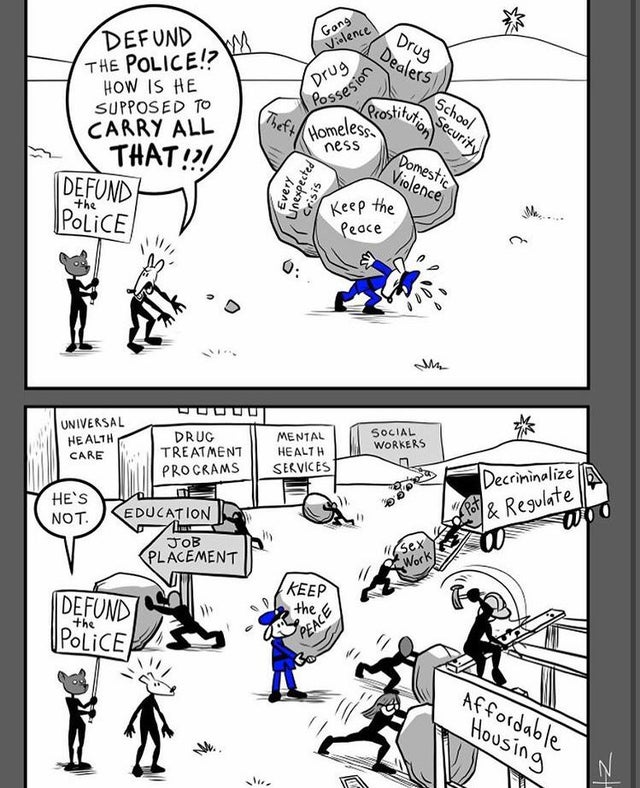 DEFUND
THE POLICE!?
HOW IS HE
SUPPOSED TO
CARRY ALL
THAT!?!
DEFUND
the
POLICE
Gang
Violence
Drug
Dealers
Drug
Possesion
Theft
Homeless-
ness
Prostitution
School
Security
Every
Unexpected
Crisis
Domestic
Violence
Keep the
Peace
UNIVERSAL
HEALTH
CARE
DRUG
TREATMENT
PROGRAMS
MENTAL
HEALTH
SERVICES
SOCIAL
WORKERS
Decriminalize
& Regulate
Pot
HE'S
NOT.
EDUCATION
JOB
PLACEMENT
Sex
Work
DEFUND
the
POLICE
KEEP
the
PEACE
Affordable
Housing